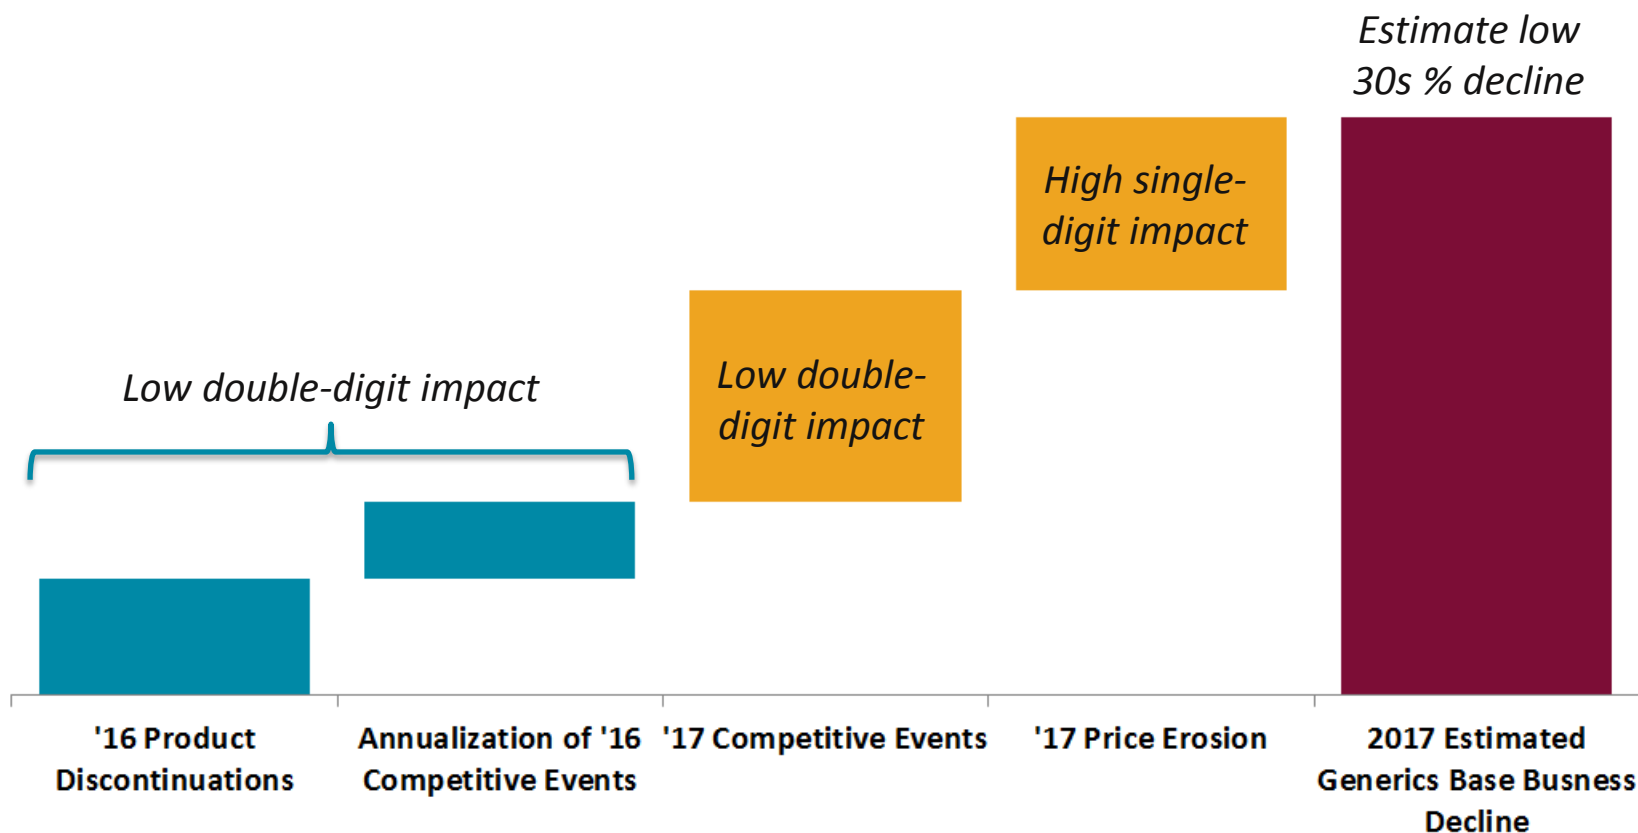 Estimate low
30s % decline
High single-
digit impact
Low double-digit impact
Low double-
digit impact
'16 Product
Discontinuations
Annualization of '16
Competitive Events
'17 Competitive Events
'17 Price Erosion
2017 Estimated
Generics Base Busness
Decline